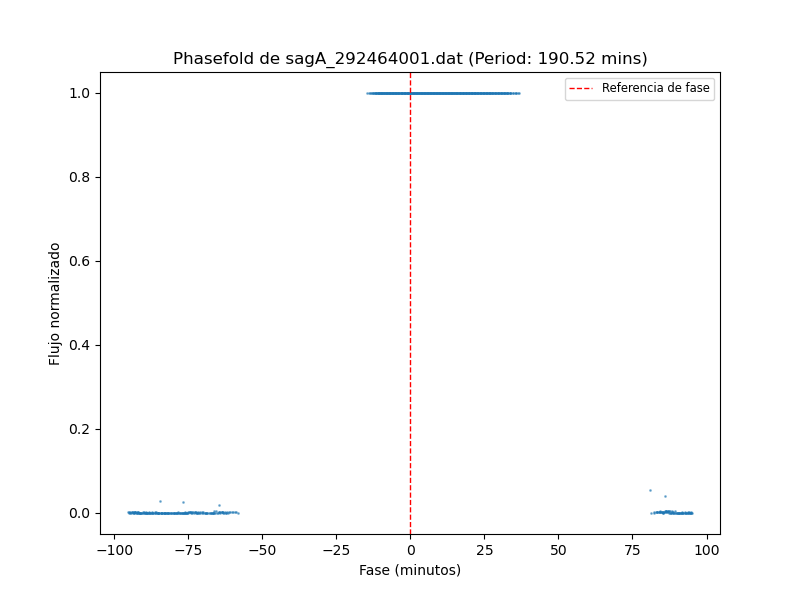 Phasefold de sagA_292464001.dat (Period: 190.52 mins)
Referencia de fase
Flujo normalizado
1.0
0.8
0.6
0.4
0.2
0.0
−100 −75 −50 −25 0 25 50 75 100
Fase (minutos)